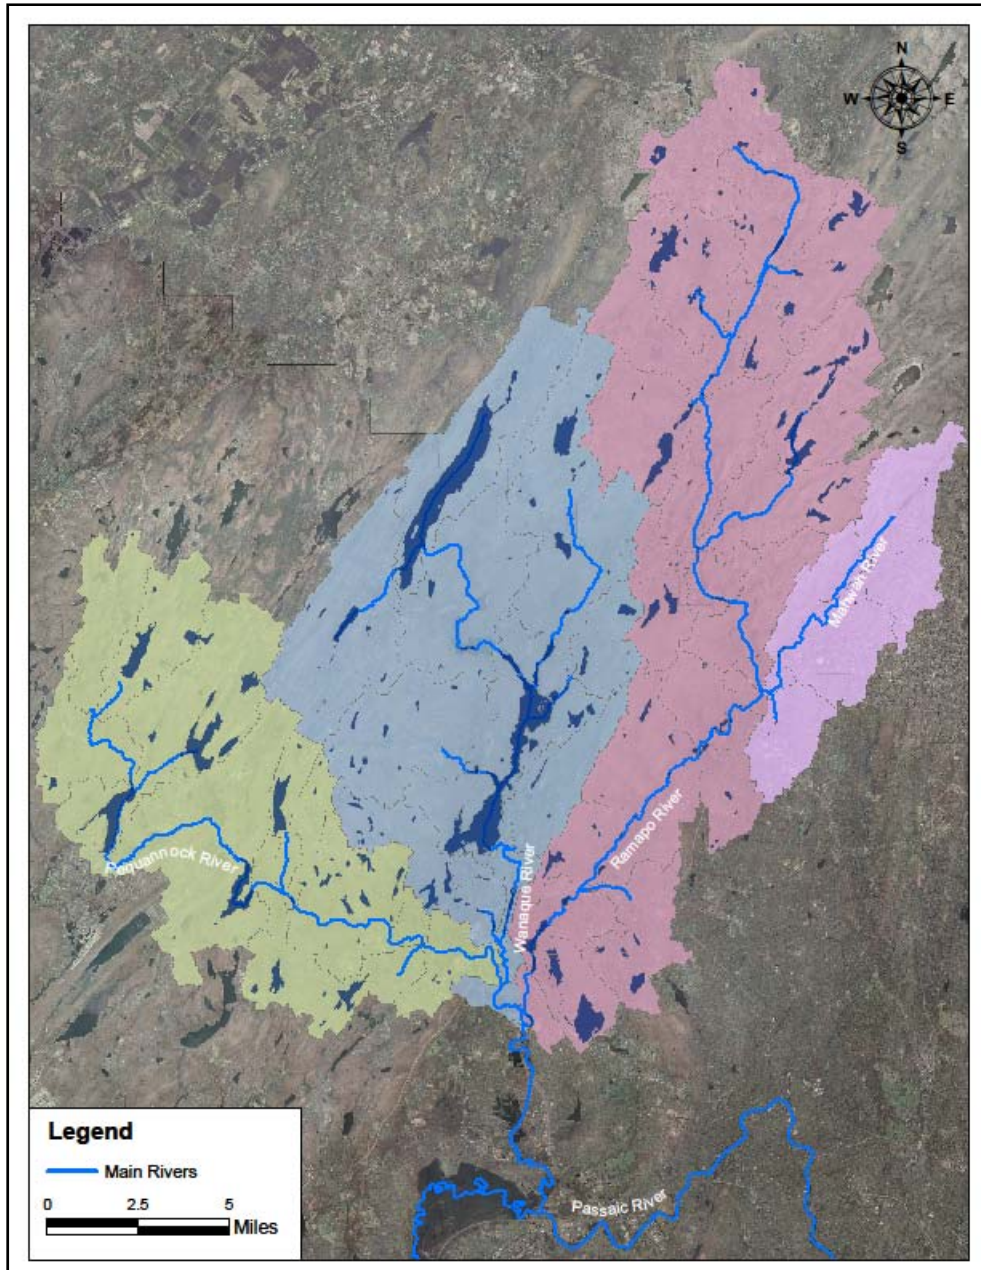 N
W E
S
Mahwah River
Ramapo River
Pequannock River
Wanaque River
Passaic River
Legend
Main Rivers
0 2.5 5
Miles